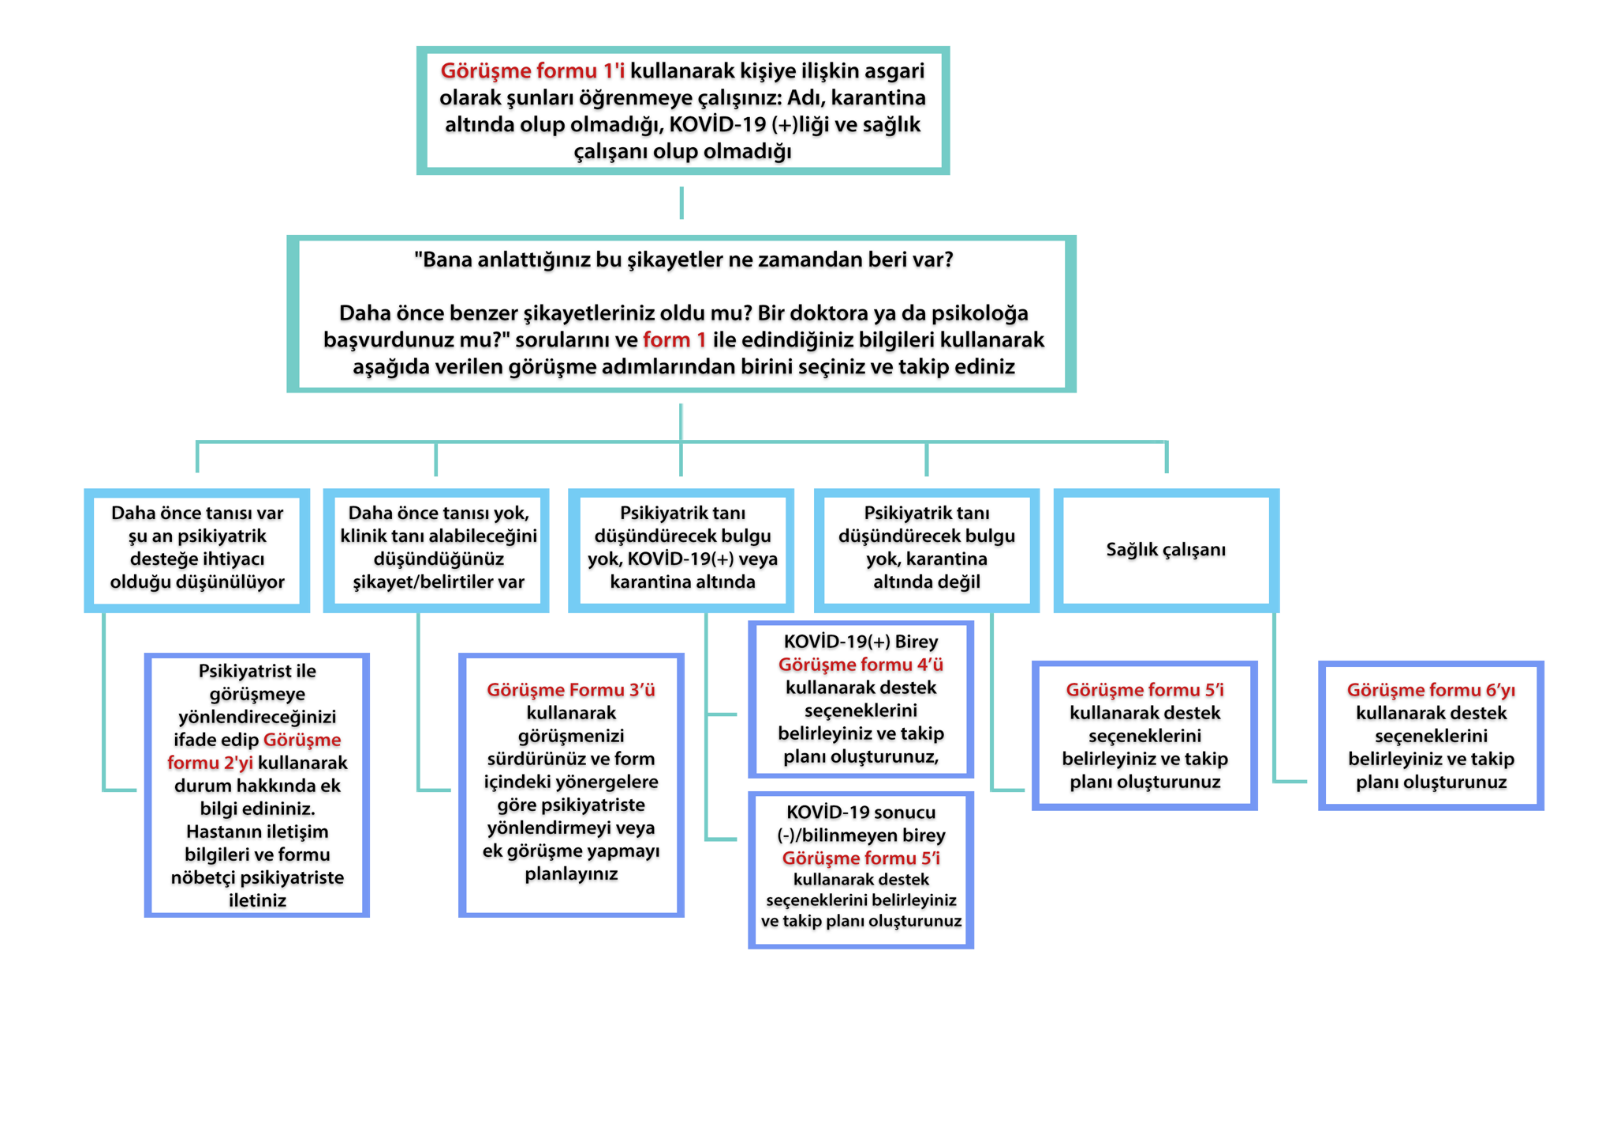 Görüşme formu 1'i kullanarak kişiye ilişkin asgari
olarak şunları öğrenmeye çalışınız: Adı, karantina
altında olup olmadığı, KOVİD-19 (+)liği ve sağlık
çalışanı olup olmadığı
"Bana anlattığınız bu şikayetler ne zamandan beri var?
Daha önce benzer şikayetleriniz oldu mu? Bir doktora ya da psikoloğa
başvurdunuz mu?" sorularını ve form 1 ile edindiğiniz bilgileri kullanarak
aşağıda verilen görüşme adımlarından birini seçiniz ve takip ediniz
Daha önce tanısı var
şu an psikiyatrik
desteğe ihtiyacı
olduğu düşünülüyor
Daha önce tanısı yok,
klinik tanı alabileceğini
düşündüğünüz
şikayet/belirtiler var
Psikiyatrik tanı
düşündürecek bulgu
yok, KOVİD-19(+) veya
karantina altında
Psikiyatrik tanı
düşündürecek bulgu
yok, karantina
altında değil
Sağlık çalışanı
Psikiyatrist ile
görüşmeye
yönlendireceğinizi
ifade edip Görüşme
formu 2'yi kullanarak
durum hakkında ek
bilgi edininiz.
Hastanın iletişim
bilgileri ve formu
nöbetçi psikiyatriste
iletiniz
Görüşme Formu 3’ü
kullanarak
görüşmenizi
sürdürünüz ve form
içindeki yönergelere
göre psikiyatriste
yönlendirmeyi veya
ek görüşme yapmayı
planlayınız
KOVİD-19(+) Birey
Görüşme formu 4’ü
kullanarak destek
seçeneklerini
belirleyiniz ve takip
planı oluşturunuz,
KOVİD-19 sonucu
(-)/bilinmeyen birey
Görüşme formu 5’i
kullanarak destek
seçeneklerini belirleyiniz
ve takip planı oluşturunuz
Görüşme formu 5’i
kullanarak destek
seçeneklerini
belirleyiniz ve takip
planı oluşturunuz
Görüşme formu 6’yı
kullanarak destek
seçeneklerini
belirleyiniz ve takip
planı oluşturunuz